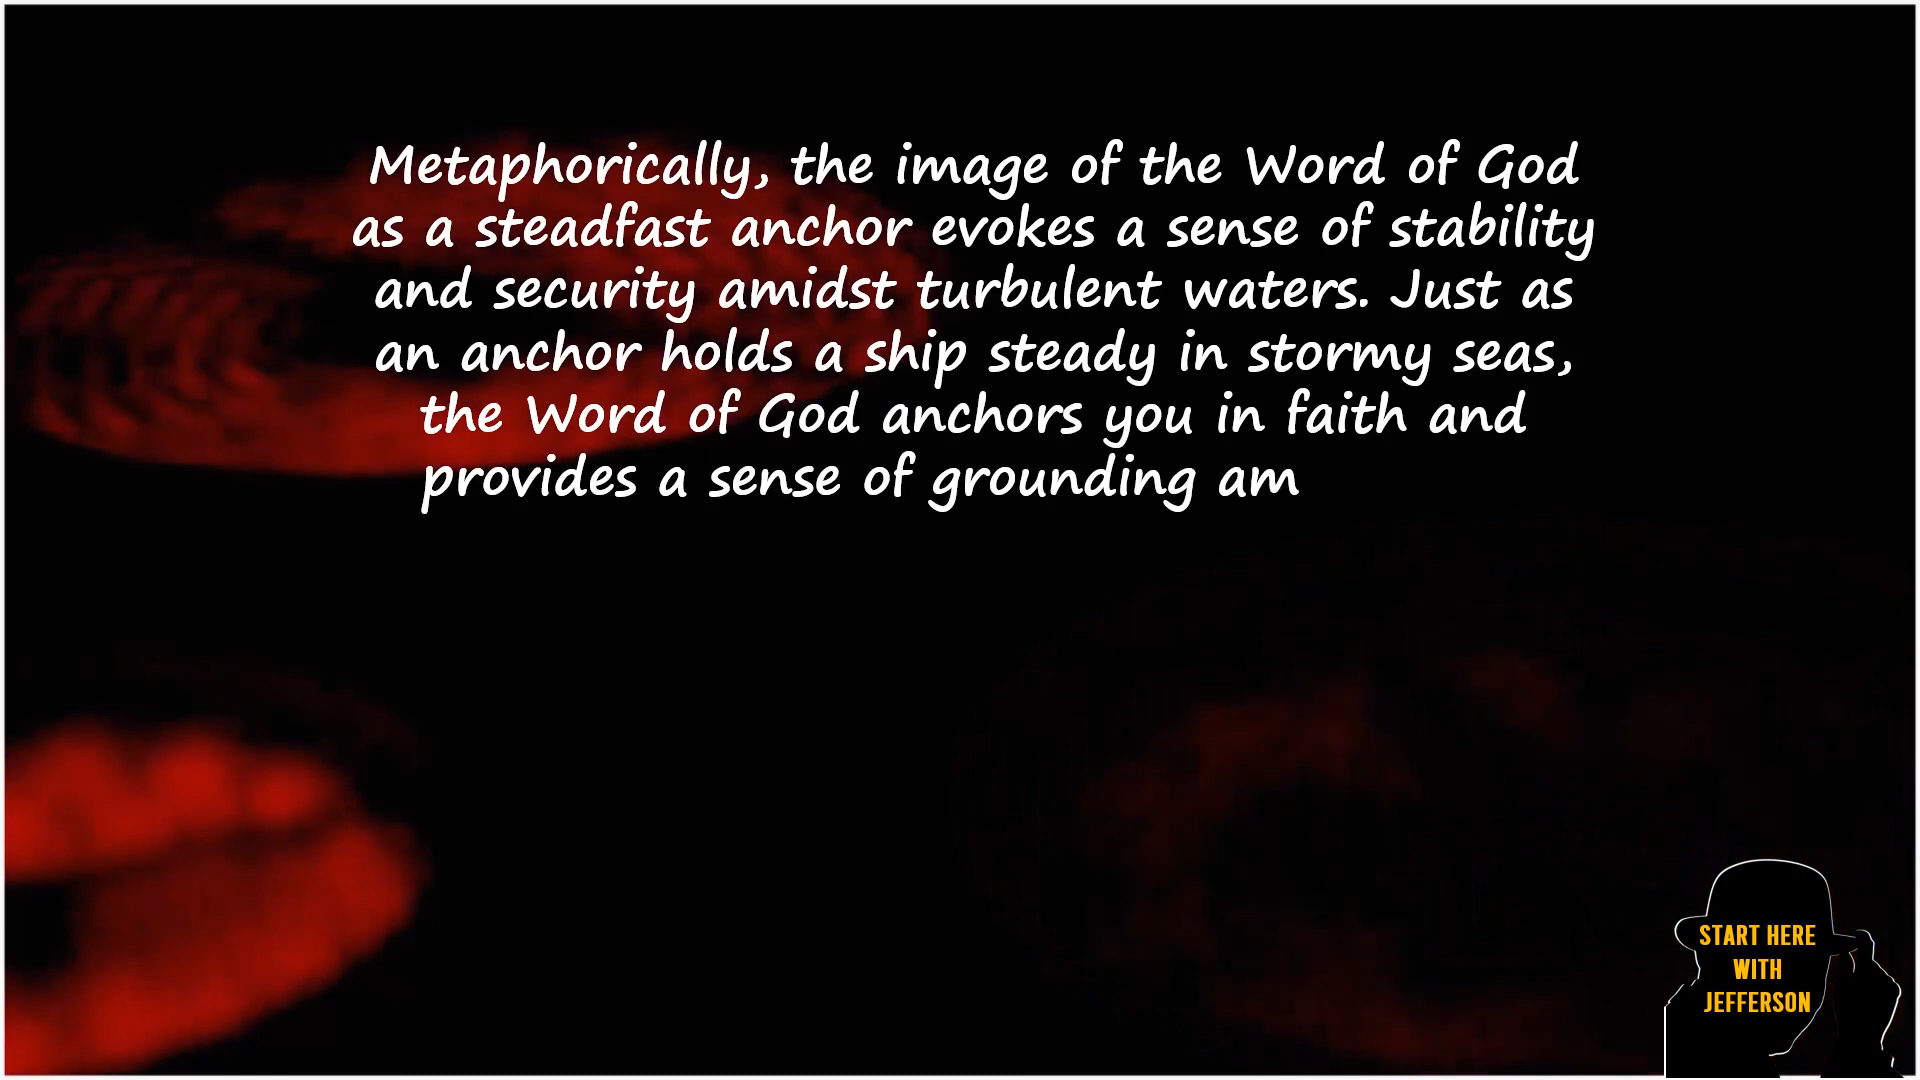 Metaphorically, the image of the Word of God
as a steadfast anchor evokes a sense of stability
and security amidst turbulent waters. Just as
an anchor holds a ship steady in stormy seas,
the Word of God anchors you in faith and
provides a sense of grounding am
START HERE
WITH
JEFFERSON